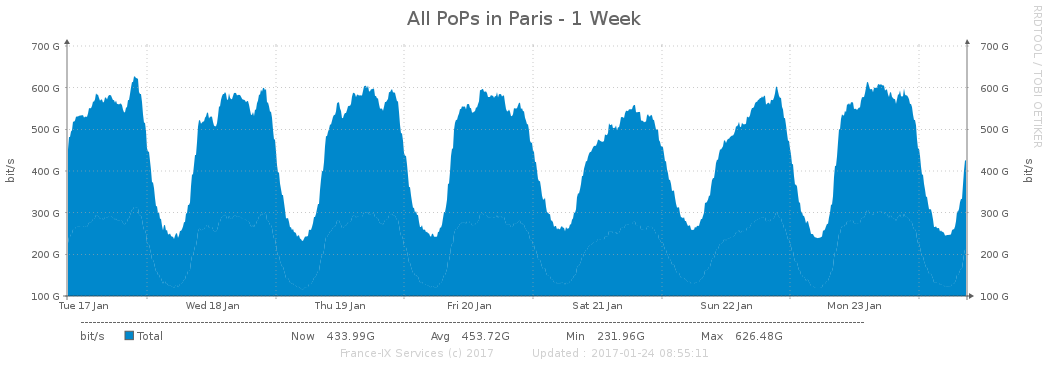 All PoPs in Paris - 1 Week
RRDTOOL / TOBI OETIKER
700 G 700 G
600 G 600 G
500 G 500 G
400 G 400 G
300 G 300 G
200 G 200 G
100 G 100 G
bit/s bit/s
Tue 17 Jan Wed 18 Jan Thu 19 Jan Fri 20 Jan Sat 21 Jan Sun 22 Jan Mon 23 Jan
bit/s Total Now 433.99G Avg 453.72G Min 231.96G Max 626.48G
France-IX Services (c) 2017 Updated : 2017-01-24 08:55:11